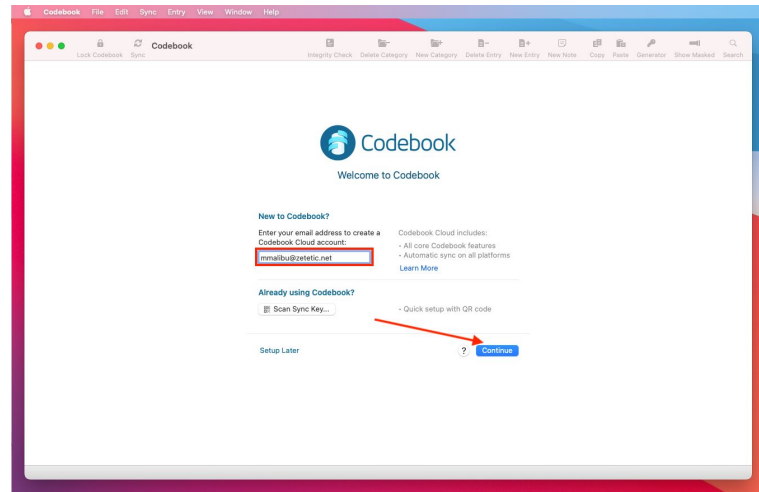 Codebook File Edit Sync Entry View Window Help
Codebook
Lock Codebook Sync Integrity Check Delete Category New Category Delete Entry New Entry New Note Copy Paste Generator Show Masked Search
Codebook
Welcome to Codebook
New to Codebook?
Enter your email address to create a
Codebook Cloud account:
mmalibu@zetetic.net
Codebook Cloud includes:
- All core Codebook features
- Automatic sync on all platforms
Learn More
Already using Codebook?
Scan Sync Key...
- Quick setup with QR code
Setup Later
? Continue